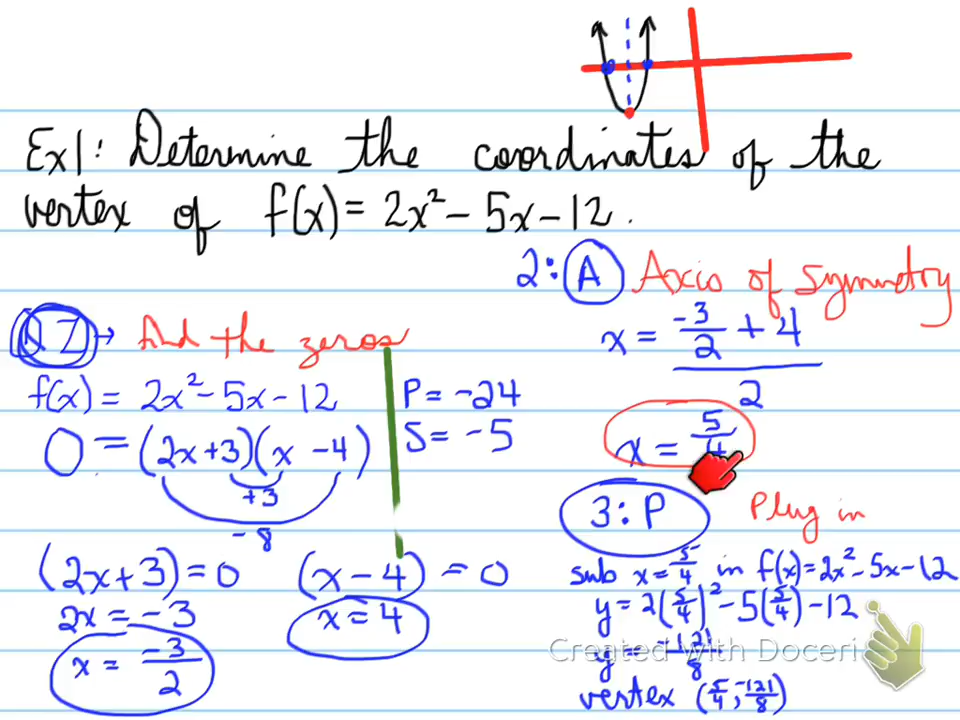 Ex1: Determine the coordinates of the
vertex of f(x) = 2x² - 5x - 12.
Z → find the zeros
f(x) = 2x² - 5x - 12
0 = (2x+3)(x - 4)
+3
-8
P = -24
S = -5
(2x+3) = 0
2x = -3
x = -3/2
(x - 4) = 0
x = 4
2: A Axis of Symmetry
x = (-3/2 + 4)/2
x = 5/4
3: P Plug in
sub x = 5/4 in f(x) = 2x² - 5x - 12
y = 2(5/4)² - 5(5/4) - 12
Created with Doceri
y = -121/8
vertex (5/4, -121/8)